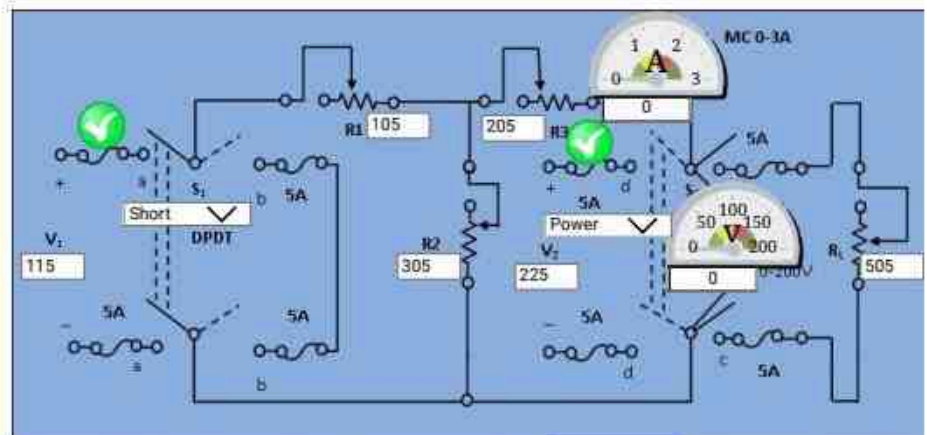 MC 0-3A
0 1 2 3
A
0
R1 105
205 R3
5A
+ a S₁ b 5A
+ 5A d S
Short
DPDT
Power
0 50 100 150 200
V
0
0-200V
V₁
115
R2
305
V₂
225
R_L
505
− 5A
a
5A
b
− 5A
d
c
5A